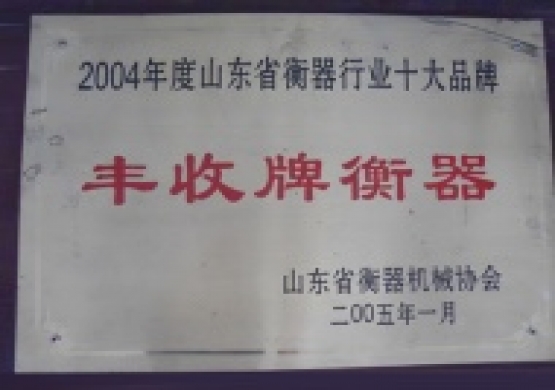 2004年度山东省衡器行业十大品牌
丰收牌衡器
山东省衡器机械协会
二00五年一月